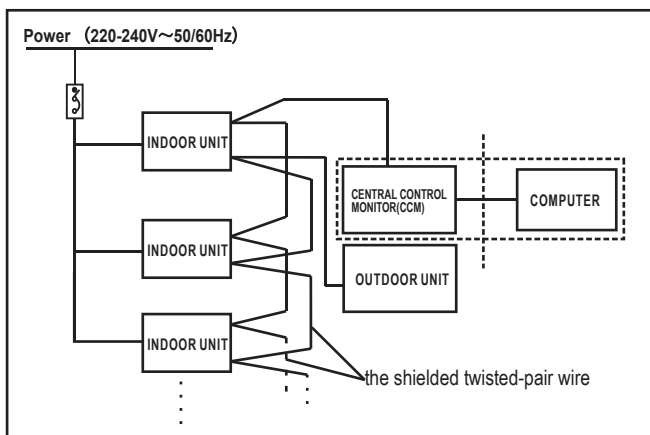 Power （220-240V～50/60Hz）
INDOOR UNIT
CENTRAL CONTROL
MONITOR(CCM)
COMPUTER
INDOOR UNIT
OUTDOOR UNIT
INDOOR UNIT
the shielded twisted-pair wire